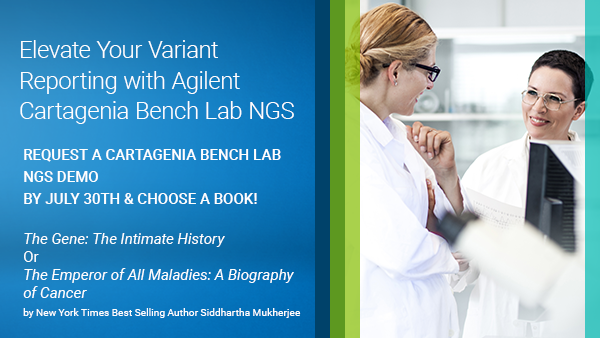 Elevate Your Variant
Reporting with Agilent
Cartagenia Bench Lab NGS
REQUEST A CARTAGENIA BENCH LAB
NGS DEMO
BY JULY 30TH & CHOOSE A BOOK!
The Gene: The Intimate History
Or
The Emperor of All Maladies: A Biography
of Cancer
by New York Times Best Selling Author Siddhartha Mukherjee